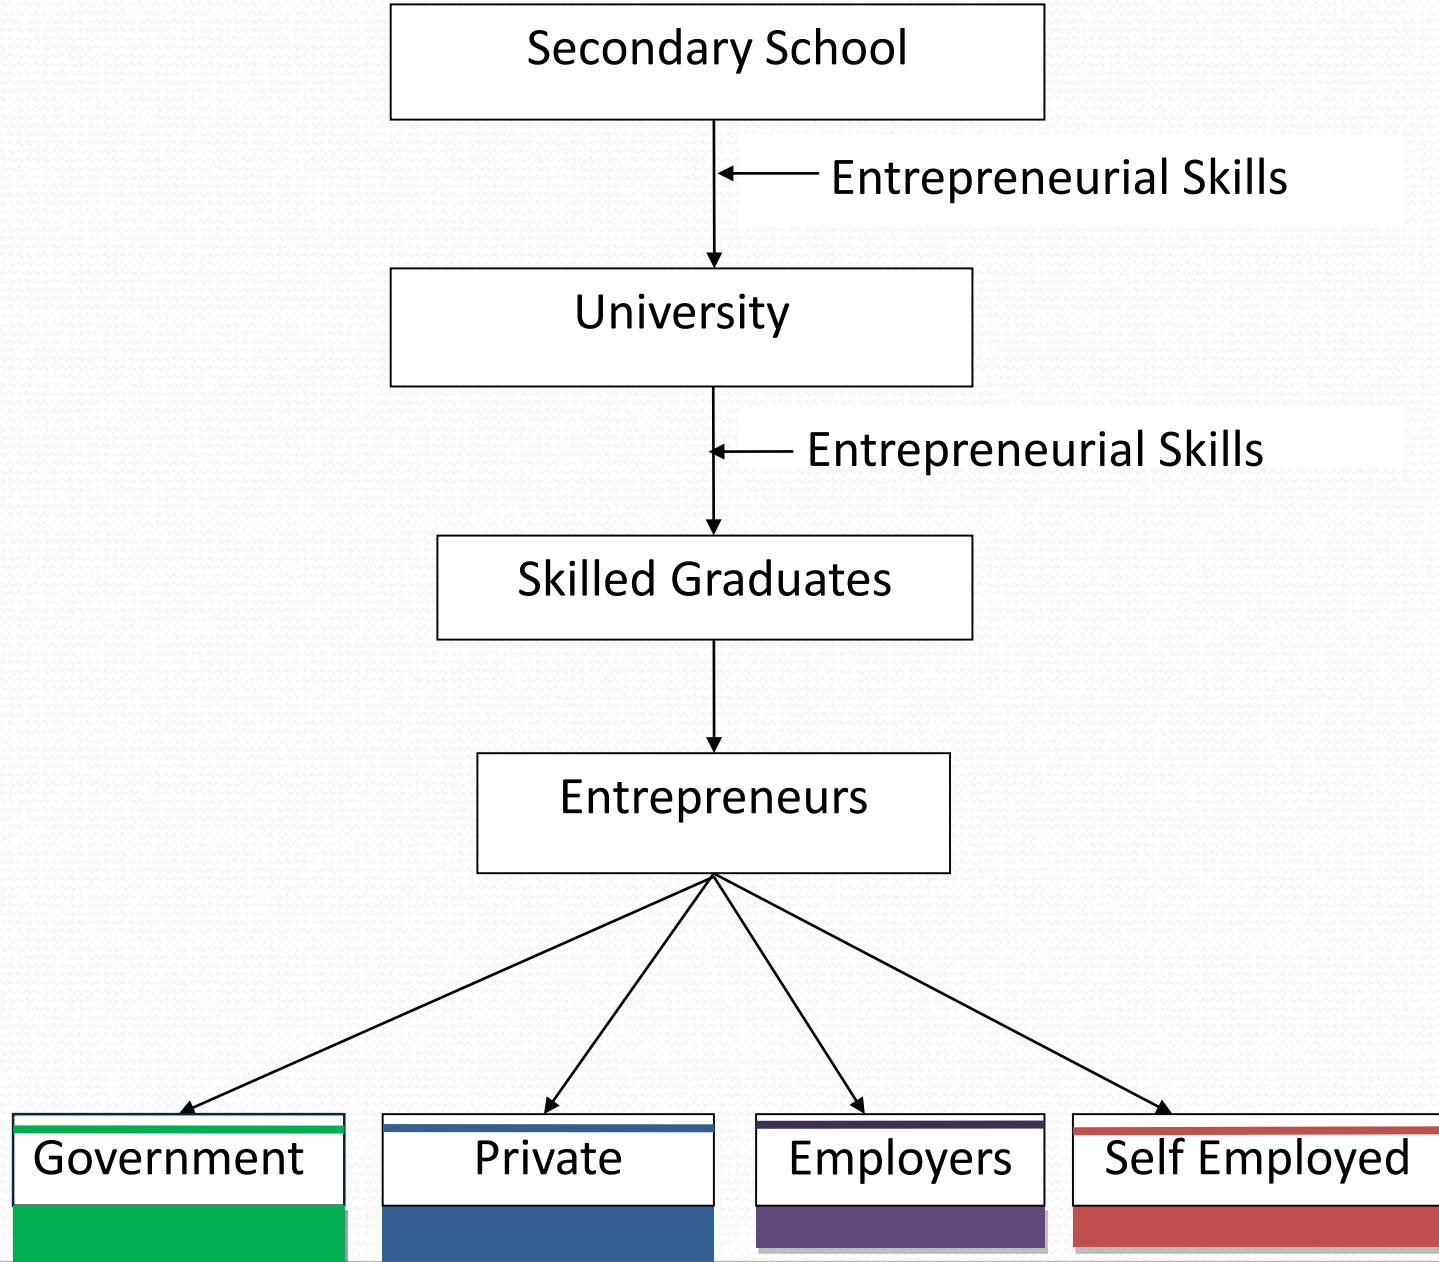 Secondary School
Entrepreneurial Skills
University
Entrepreneurial Skills
Skilled Graduates
Entrepreneurs
Government
Private
Employers
Self Employed